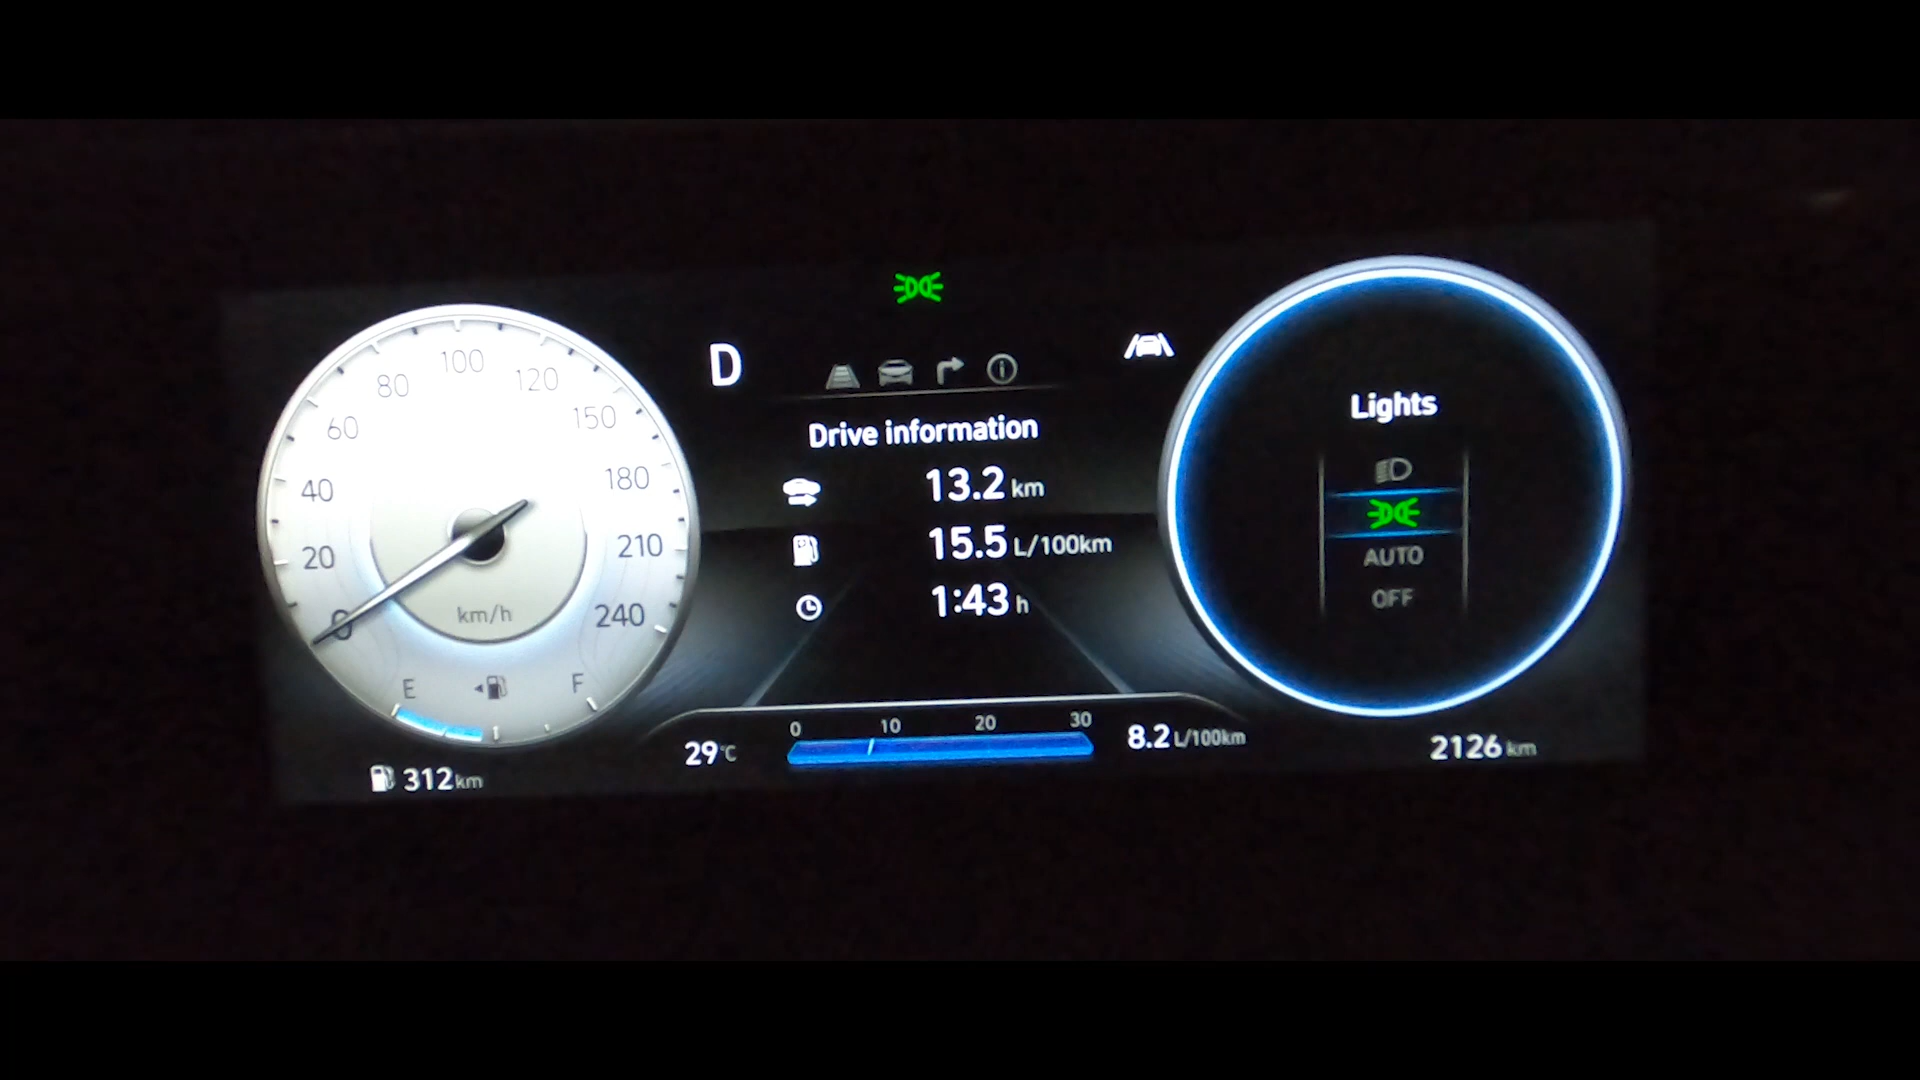 100
80
120
60
150
40
180
20
210
0
240
km/h
E
F
312 km
D
Drive information
13.2 km
15.5 L/100km
1:43 h
0
10
20
30
29°C
8.2 L/100km
Lights
AUTO
OFF
2126 km